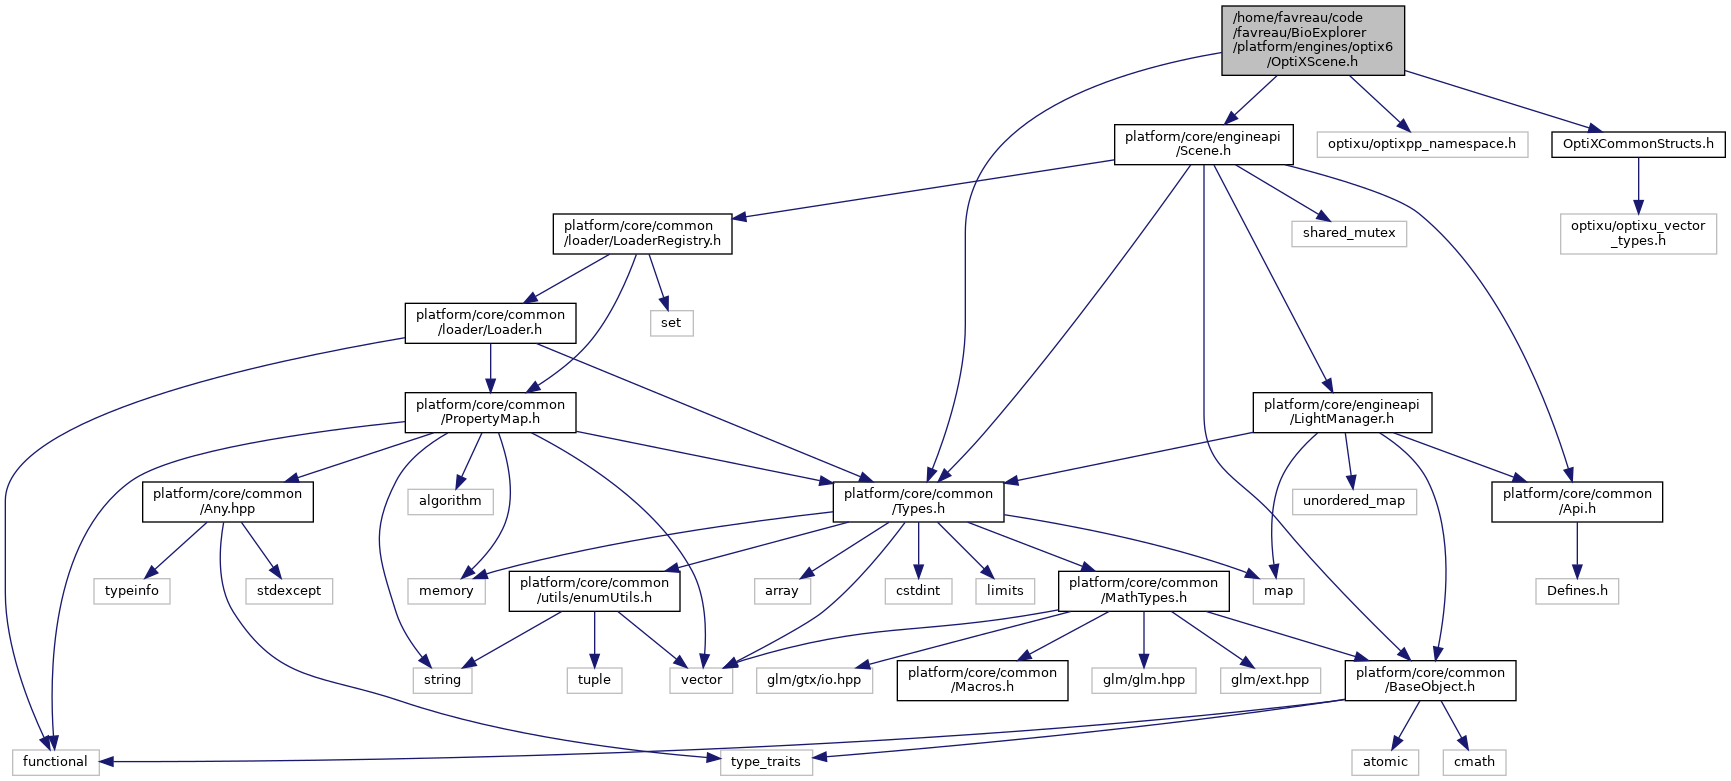 /home/favreau/code
/favreau/BioExplorer
/platform/engines/optix6
/OptiXScene.h
platform/core/engineapi
/Scene.h
optixu/optixpp_namespace.h
OptiXCommonStructs.h
platform/core/common
/loader/LoaderRegistry.h
shared_mutex
optixu/optixu_vector
_types.h
platform/core/common
/loader/Loader.h
set
platform/core/common
/PropertyMap.h
platform/core/engineapi
/LightManager.h
platform/core/common
/Any.hpp
algorithm
platform/core/common
/Types.h
unordered_map
platform/core/common
/Api.h
typeinfo
stdexcept
memory
platform/core/common
/utils/enumUtils.h
array
cstdint
limits
platform/core/common
/MathTypes.h
map
Defines.h
string
tuple
vector
glm/gtx/io.hpp
platform/core/common
/Macros.h
glm/glm.hpp
glm/ext.hpp
platform/core/common
/BaseObject.h
functional
type_traits
atomic
cmath